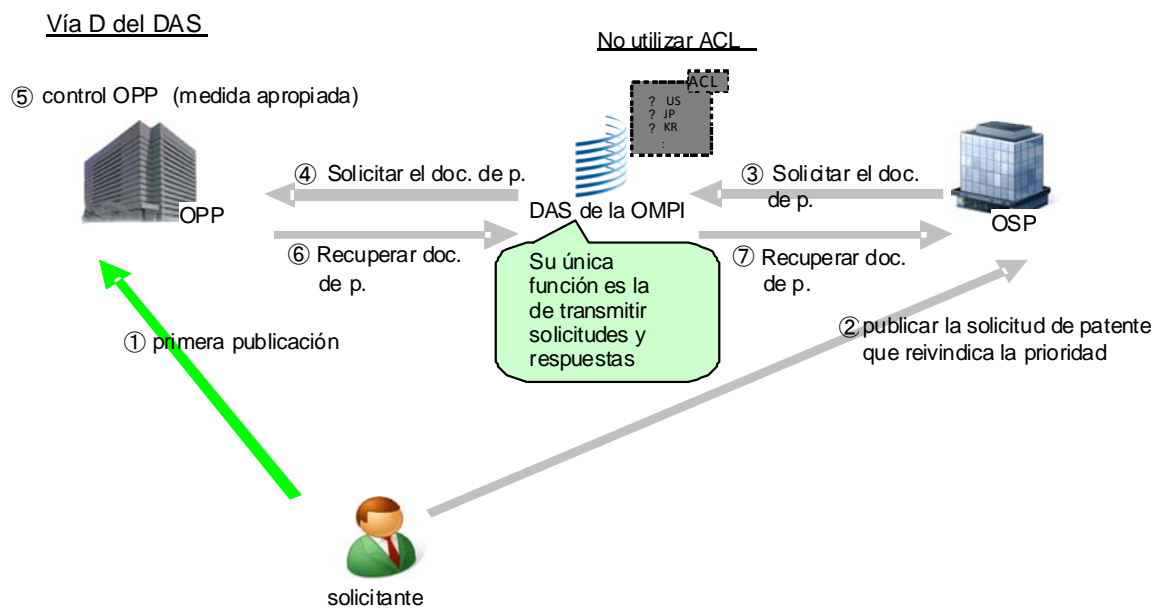 Vía D del DAS
No utilizar ACL
⑤ control OPP (medida apropiada)
ACL
? US
? JP
? KR
:
④ Solicitar el doc. de p.
③ Solicitar el doc.
de p.
OPP
DAS de la OMPI
OSP
⑥ Recuperar doc.
de p.
Su única
función es la
de transmitir
solicitudes y
respuestas
⑦ Recuperar doc.
de p.
① primera publicación
② publicar la solicitud de patente
que reivindica la prioridad
solicitante